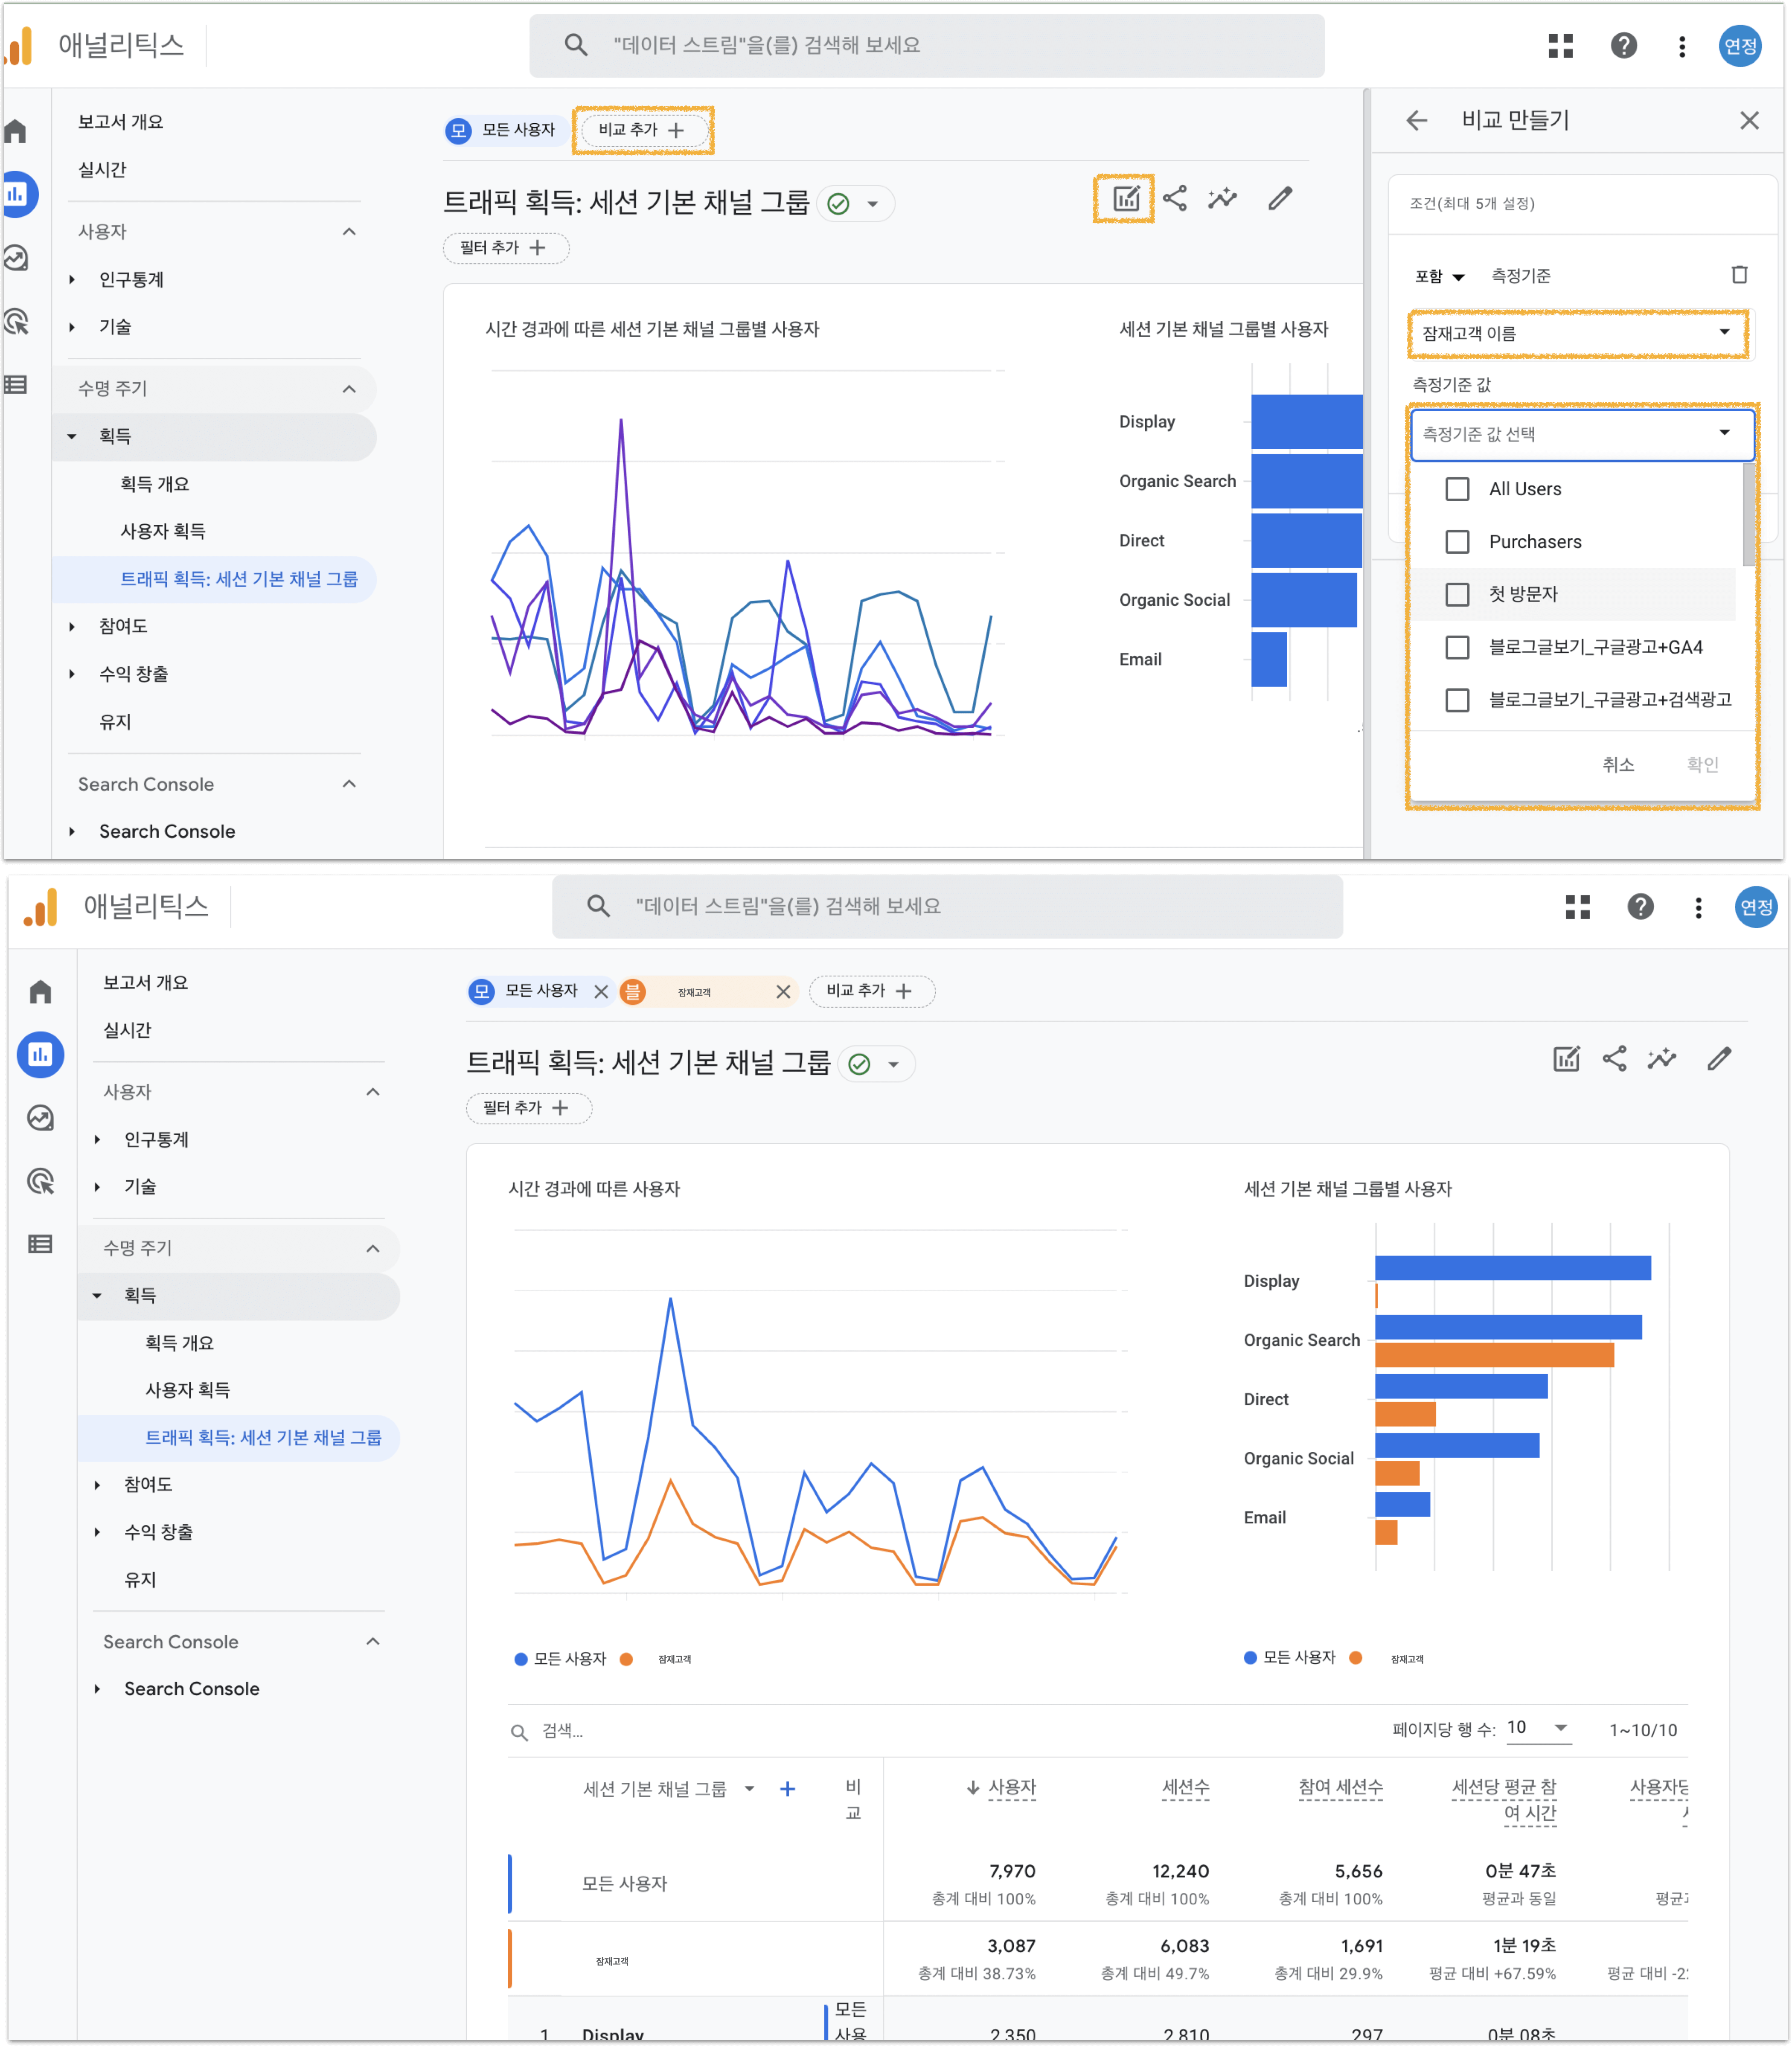 애널리틱스
"데이터 스트림"을(를) 검색해 보세요
연정
보고서 개요
실시간
사용자
인구통계
기술
수명 주기
획득
획득 개요
사용자 획득
트래픽 획득: 세션 기본 채널 그룹
참여도
수익 창출
유지
Search Console
Search Console
모 모든 사용자
비교 추가
트래픽 획득: 세션 기본 채널 그룹
필터 추가
시간 경과에 따른 세션 기본 채널 그룹별 사용자
세션 기본 채널 그룹별 사용자
Display
Organic Search
Direct
Organic Social
Email
비교 만들기
조건(최대 5개 설정)
포함 측정기준
잠재고객 이름
측정기준 값
측정기준 값 선택
All Users
Purchasers
첫 방문자
블로그글보기_구글광고+GA4
블로그글보기_구글광고+검색광고
취소 확인
애널리틱스
"데이터 스트림"을(를) 검색해 보세요
연정
보고서 개요
실시간
사용자
인구통계
기술
수명 주기
획득
획득 개요
사용자 획득
트래픽 획득: 세션 기본 채널 그룹
참여도
수익 창출
유지
Search Console
Search Console
모 모든 사용자 블 잠재고객 비교 추가
트래픽 획득: 세션 기본 채널 그룹
필터 추가
시간 경과에 따른 사용자
모든 사용자 잠재고객
세션 기본 채널 그룹별 사용자
Display
Organic Search
Direct
Organic Social
Email
모든 사용자 잠재고객
검색...
페이지당 행 수: 10 1~10/10
세션 기본 채널 그룹 비교 사용자 세션수 참여 세션수 세션당 평균 참여 시간 사용자당
모든 사용자 7,970 12,240 5,656 0분 47초
총계 대비 100% 총계 대비 100% 총계 대비 100% 평균과 동일 평균과
잠재고객 3,087 6,083 1,691 1분 19초
총계 대비 38.73% 총계 대비 49.7% 총계 대비 29.9% 평균 대비 +67.59% 평균 대비
1 Display 모든 사용 2,350 2,810 297 0분 08초